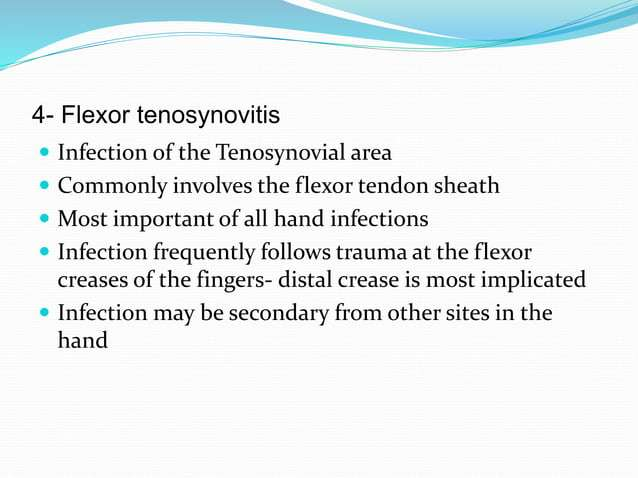 4- Flexor tenosynovitis
• Infection of the Tenosynovial area
• Commonly involves the flexor tendon sheath
• Most important of all hand infections
• Infection frequently follows trauma at the flexor
creases of the fingers- distal crease is most implicated
• Infection may be secondary from other sites in the
hand